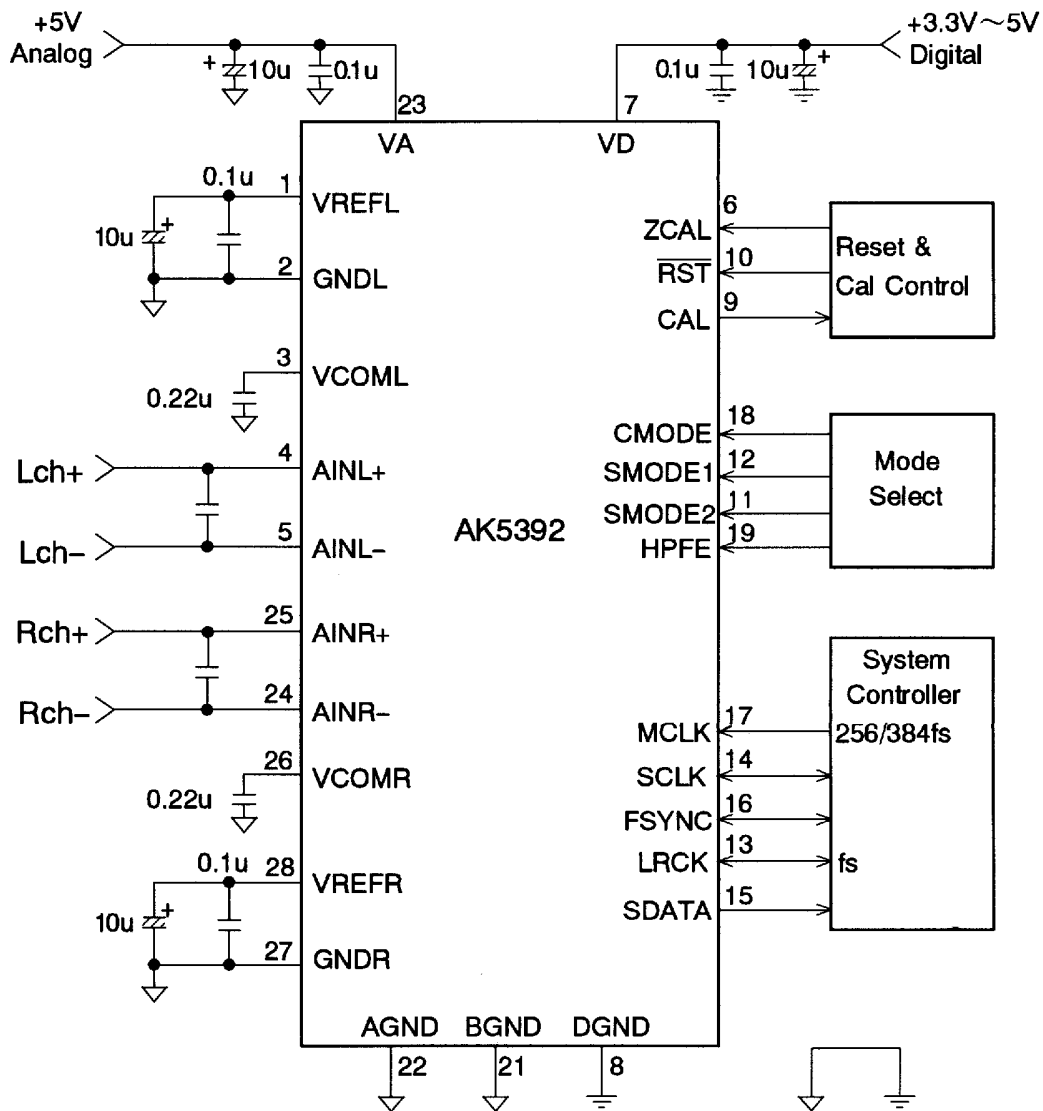 +5V
Analog
+
10u
0.1u
23
VA
+3.3V～5V
Digital
0.1u
10u
+
7
VD
0.1u
1
VREFL
10u
+
2
GNDL
3
VCOML
0.22u
Lch+
4
AINL+
Lch−
5
AINL−
Rch+
25
AINR+
Rch−
24
AINR−
26
VCOMR
0.22u
0.1u
28
VREFR
10u
+
27
GNDR
AK5392
6
ZCAL
10
RST
9
CAL
Reset &
Cal Control
18
CMODE
12
SMODE1
11
SMODE2
19
HPFE
Mode
Select
System
Controller
17
MCLK
256/384fs
14
SCLK
16
FSYNC
13
LRCK
fs
15
SDATA
AGND
BGND
DGND
22
21
8